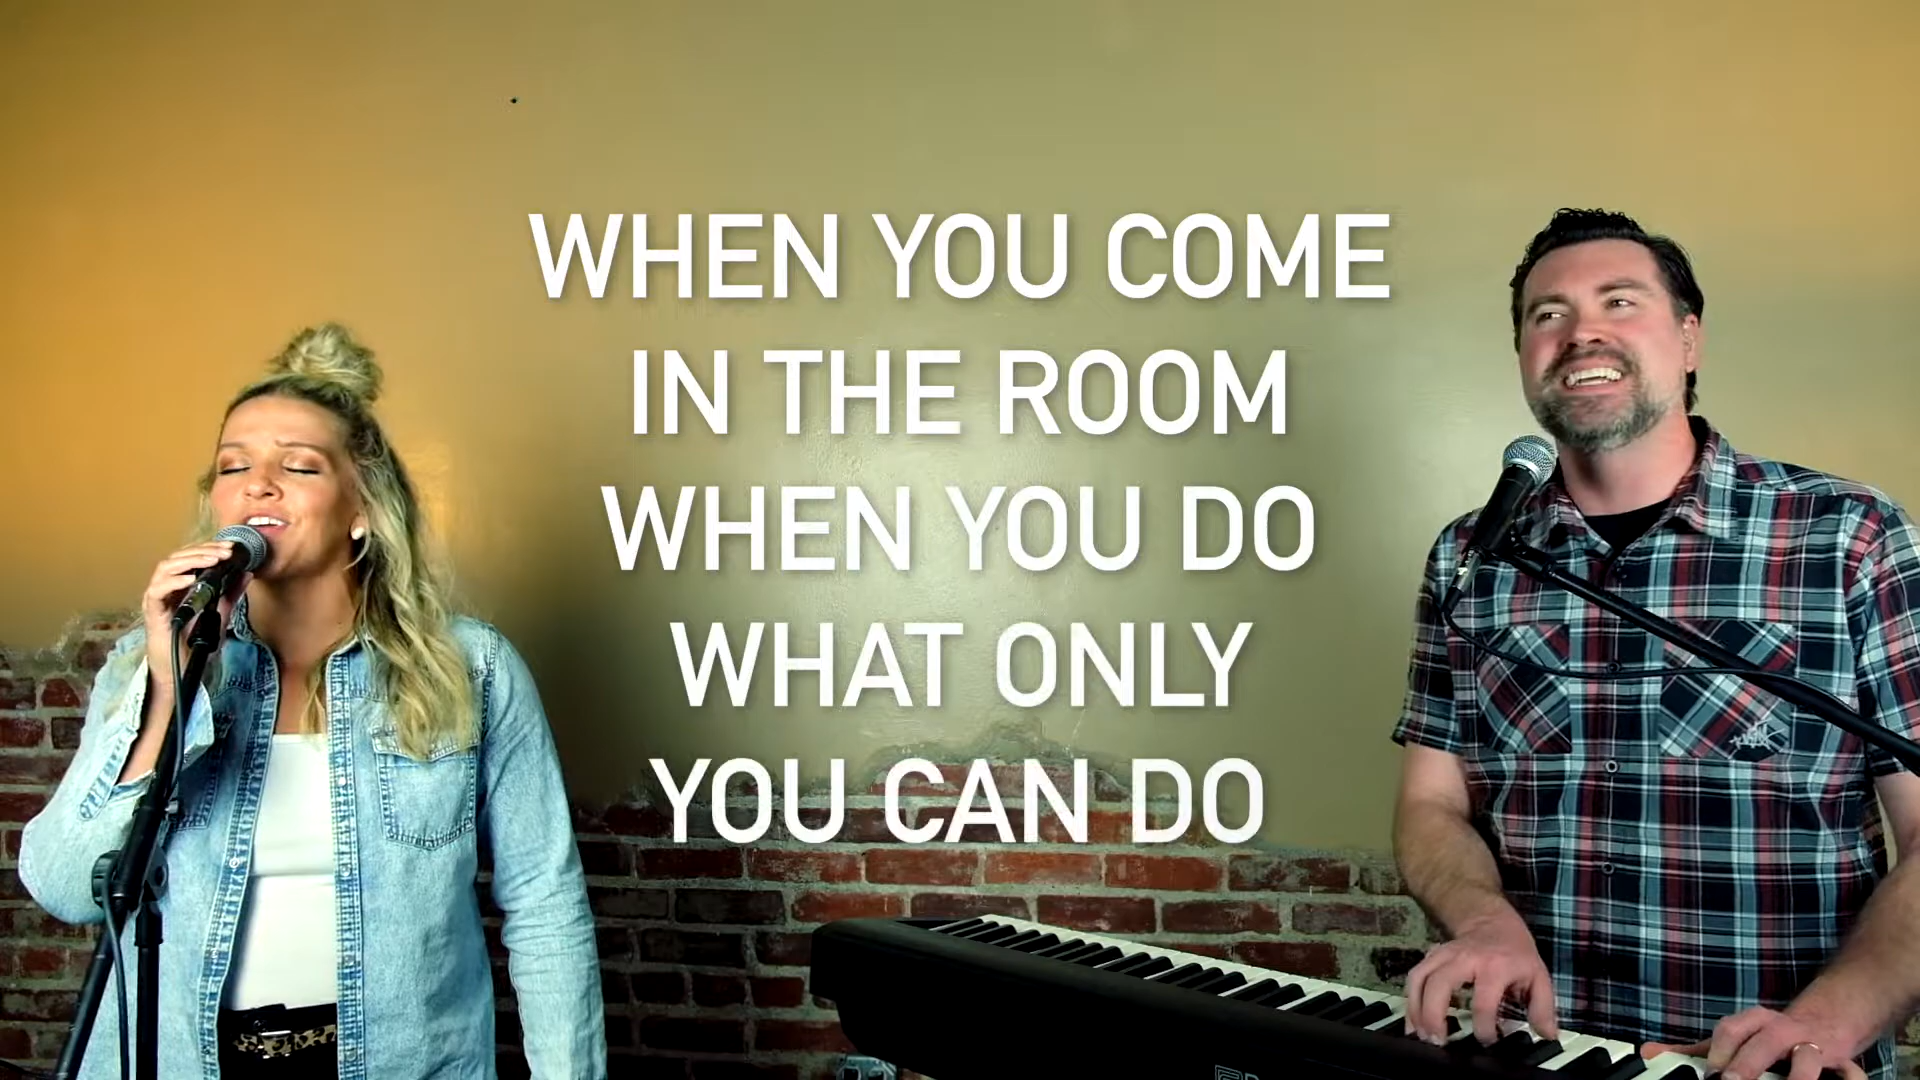 WHEN YOU COME
IN THE ROOM
WHEN YOU DO
WHAT ONLY
YOU CAN DO